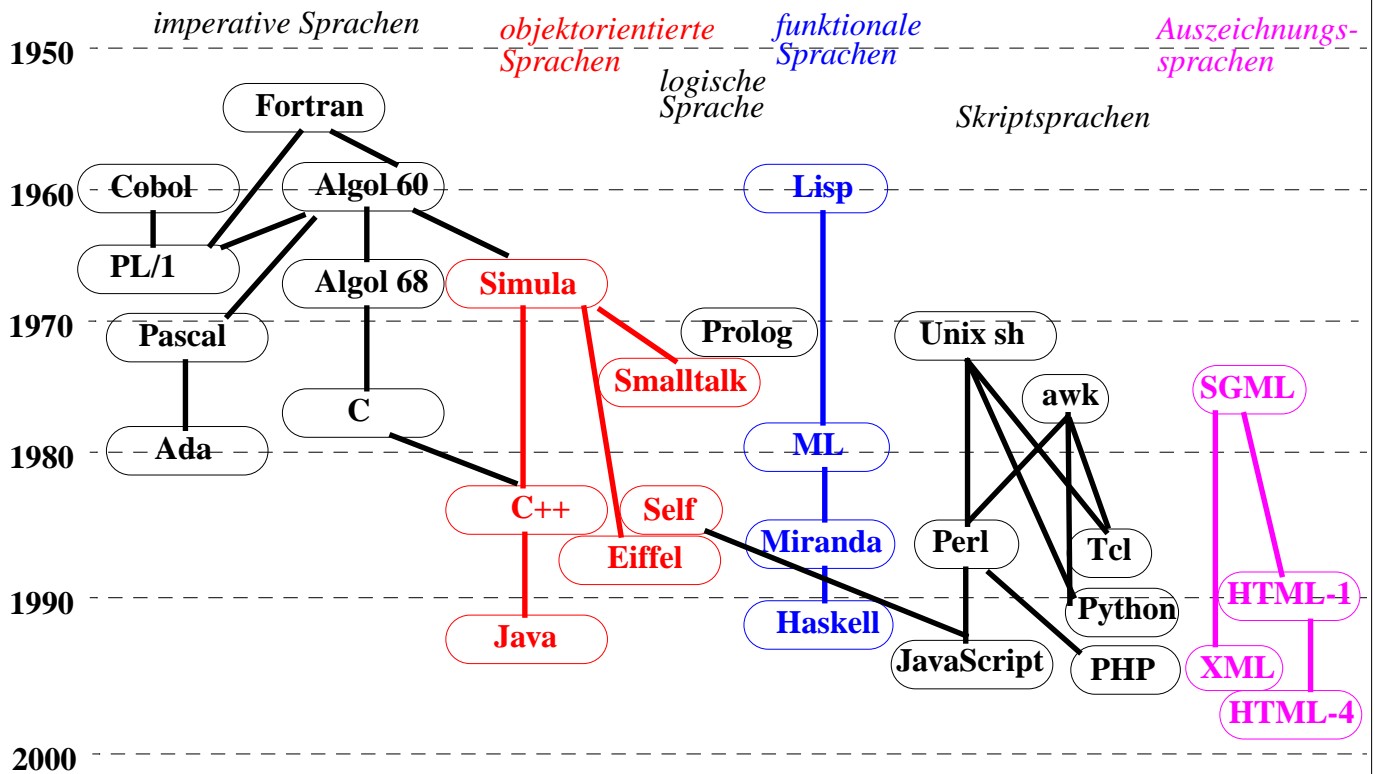 imperative Sprachen
objektorientierte
Sprachen
funktionale
Sprachen
Auszeichnungs-
sprachen
1950
logische
Sprache
Skriptsprachen
Fortran
Cobol
Algol 60
Lisp
1960
PL/1
Algol 68
Simula
1970
Pascal
Prolog
Unix sh
Smalltalk
awk
SGML
C
Ada
ML
1980
C++
Self
Eiffel
Miranda
Perl
Tcl
1990
HTML-1
Python
Java
Haskell
JavaScript
PHP
XML
HTML-4
2000